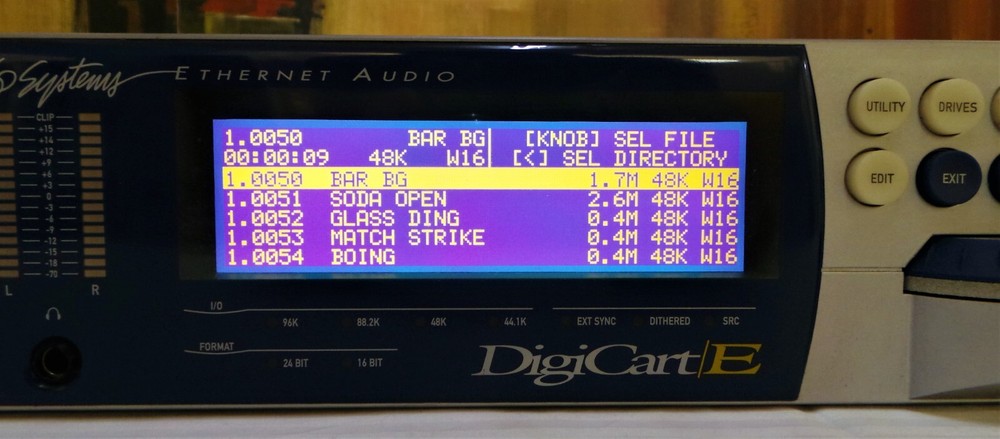 Systems ETHERNET AUDIO
CLIP
+15
+14
+12
+9
+6
+3
0
-3
-6
-9
-12
-15
-18
-70
L R
1.0050 BAR BG [KNOB] SEL FILE
00:00:09 48K W16 [<] SEL DIRECTORY
1.0050 BAR BG 1.7M 48K W16
1.0051 SODA OPEN 2.6M 48K W16
1.0052 GLASS DING 0.4M 48K W16
1.0053 MATCH STRIKE 0.4M 48K W16
1.0054 BOING 0.4M 48K W16
UTILITY DRIVES
EDIT EXIT
I/O
96K 88.2K 48K 44.1K EXT SYNC DITHERED SRC
FORMAT
24 BIT 16 BIT
DigiCart/E